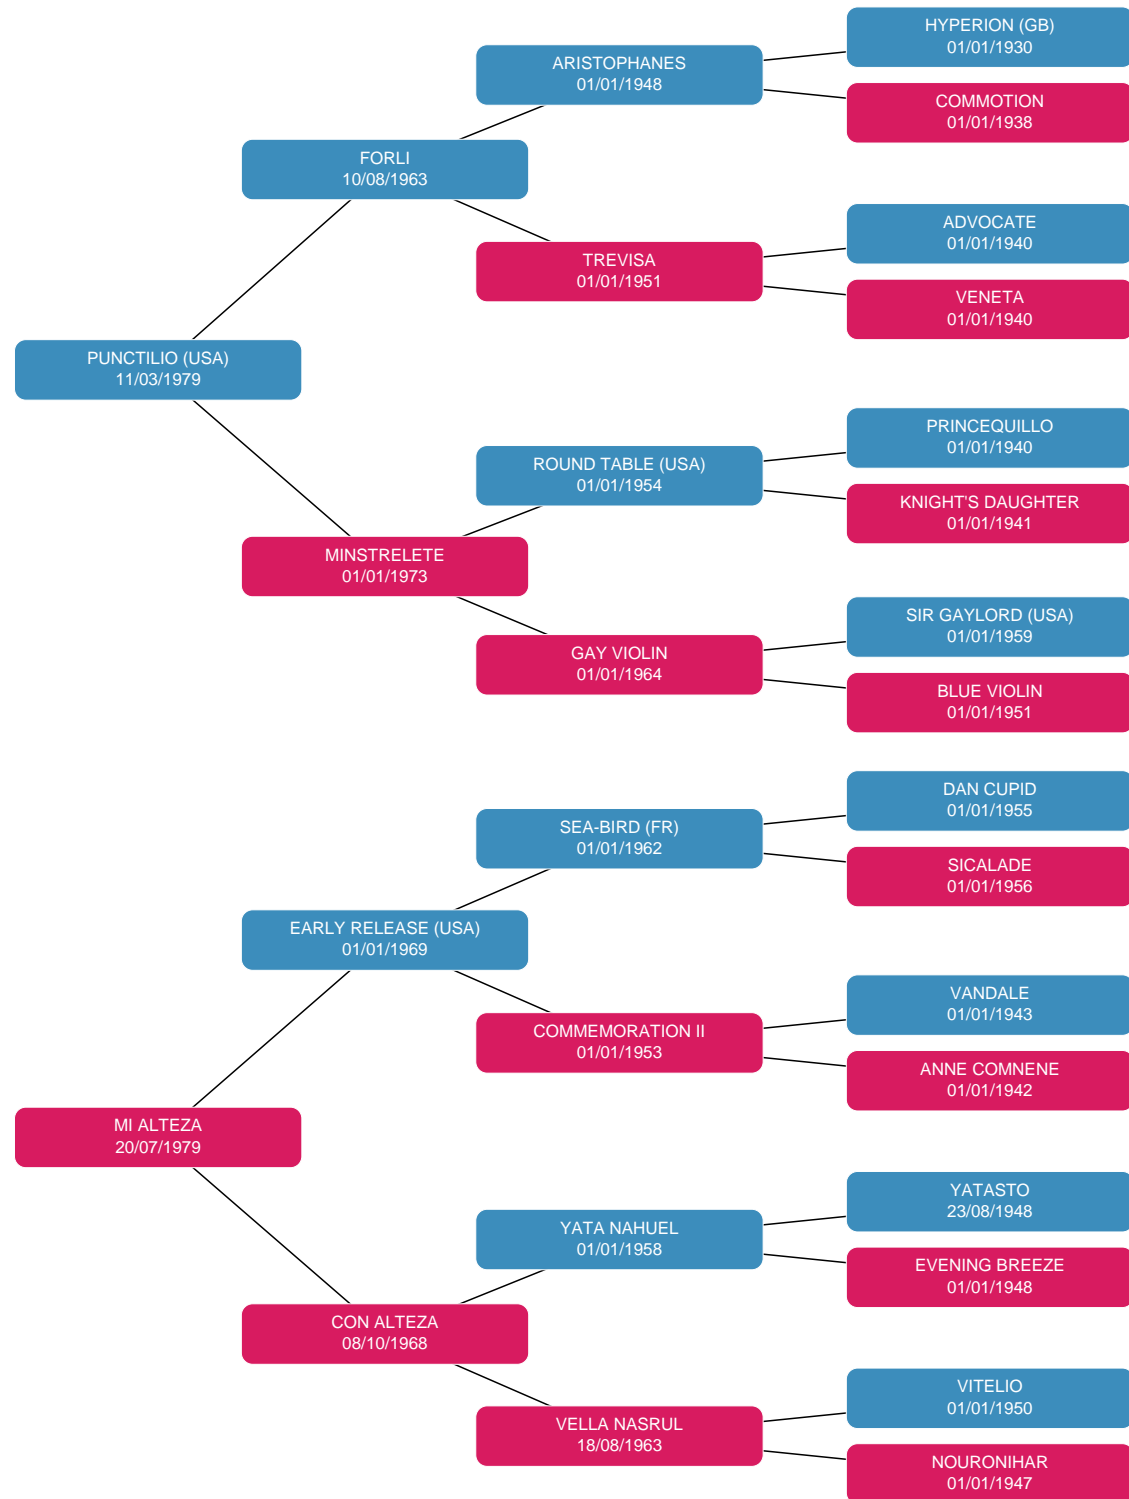 HYPERION (GB)
01/01/1930
ARISTOPHANES
01/01/1948
COMMOTION
01/01/1938
FORLI
10/08/1963
ADVOCATE
01/01/1940
TREVISA
01/01/1951
VENETA
01/01/1940
PUNCTILIO (USA)
11/03/1979
PRINCEQUILLO
01/01/1940
ROUND TABLE (USA)
01/01/1954
KNIGHT'S DAUGHTER
01/01/1941
MINSTRELETE
01/01/1973
SIR GAYLORD (USA)
01/01/1959
GAY VIOLIN
01/01/1964
BLUE VIOLIN
01/01/1951
DAN CUPID
01/01/1955
SEA-BIRD (FR)
01/01/1962
SICALADE
01/01/1956
EARLY RELEASE (USA)
01/01/1969
VANDALE
01/01/1943
COMMEMORATION II
01/01/1953
ANNE COMNENE
01/01/1942
MI ALTEZA
20/07/1979
YATASTO
23/08/1948
YATA NAHUEL
01/01/1958
EVENING BREEZE
01/01/1948
CON ALTEZA
08/10/1968
VITELIO
01/01/1950
VELLA NASRUL
18/08/1963
NOURONIHAR
01/01/1947